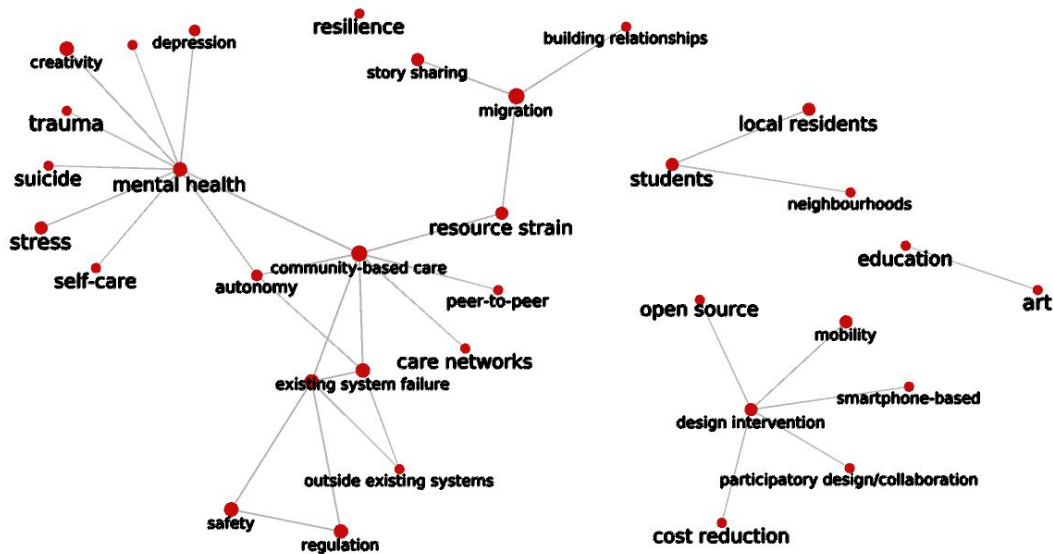 resilience
depression
building relationships
creativity
story sharing
migration
trauma
local residents
suicide
mental health
students
neighbourhoods
stress
resource strain
education
self-care
community-based care
autonomy
peer-to-peer
open source
art
mobility
care networks
existing system failure
smartphone-based
design intervention
outside existing systems
participatory design/collaboration
safety
cost reduction
regulation